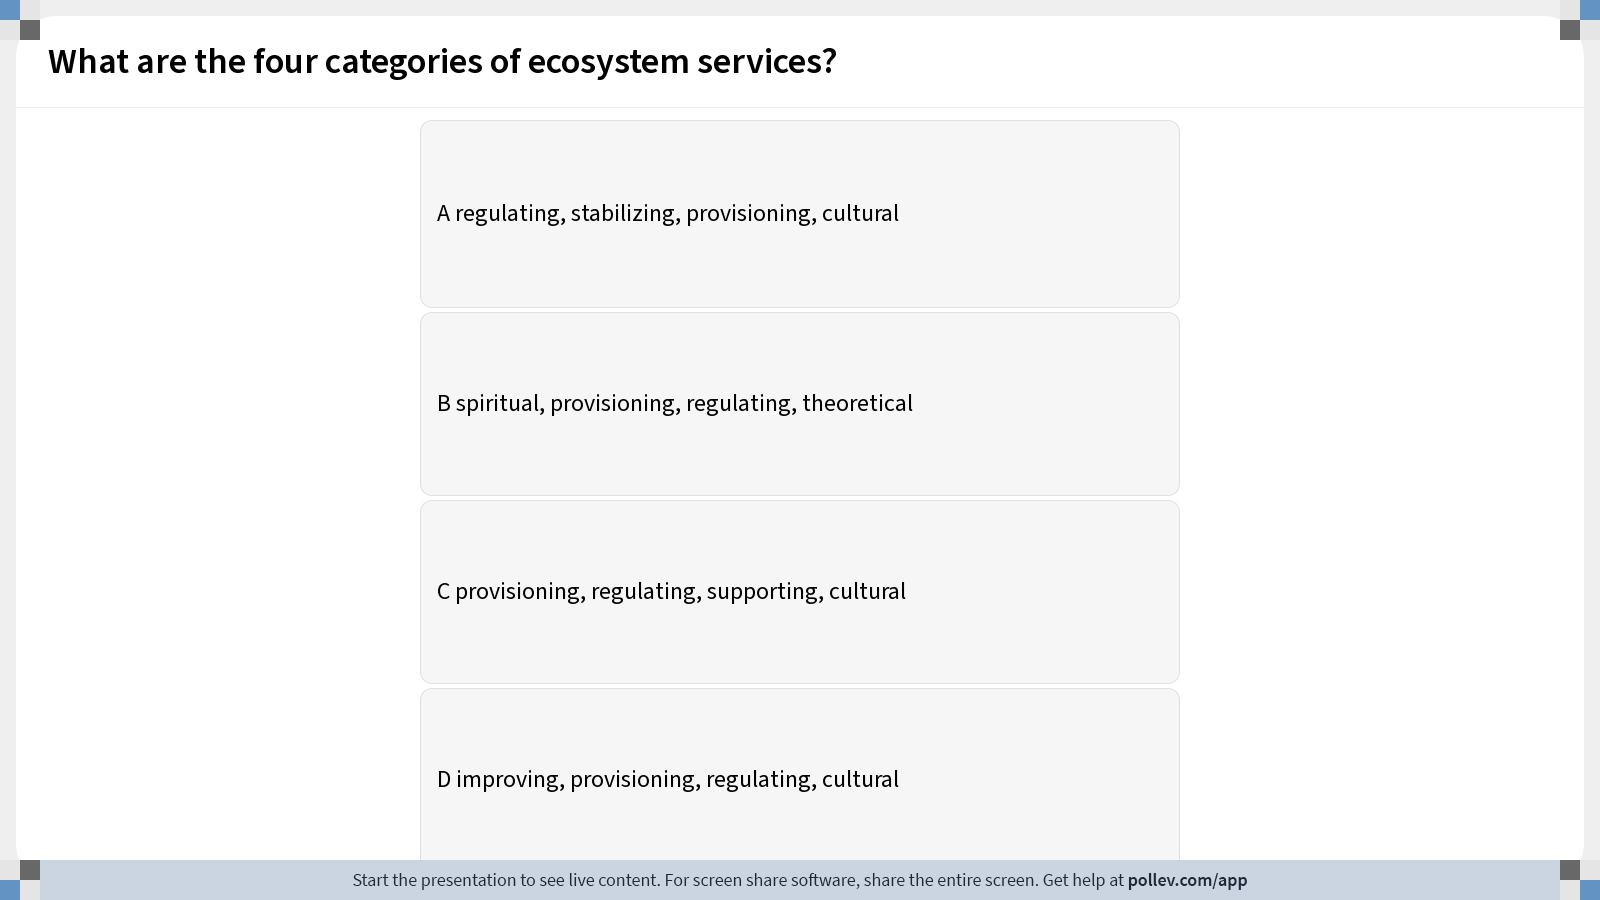 What are the four categories of ecosystem services?
A regulating, stabilizing, provisioning, cultural
B spiritual, provisioning, regulating, theoretical
C provisioning, regulating, supporting, cultural
D improving, provisioning, regulating, cultural
Start the presentation to see live content. For screen share software, share the entire screen. Get help at pollev.com/app